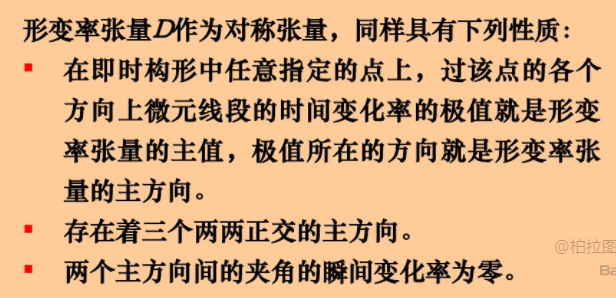 形变率张量D作为对称张量，同样具有下列性质：
在即时构形中任意指定的点上，过该点的各个
方向上微元线段的时间变化率的极值就是形变
率张量的主值，极值所在的方向就是形变率张
量的主方向。
存在着三个两两正交的主方向。
@柏拉图
两个主方向间的夹角的瞬间变化率为零。
Ba